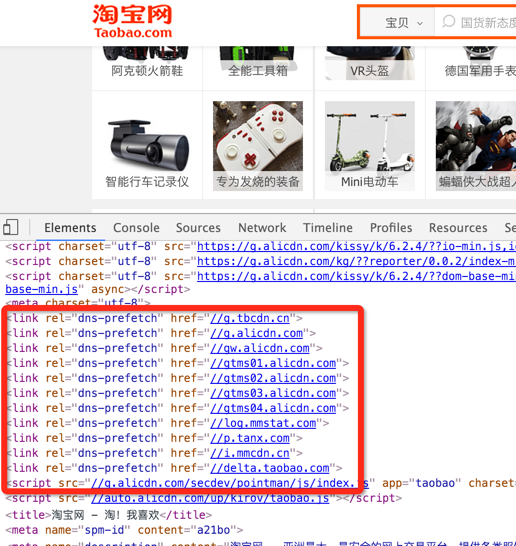 淘宝网
Taobao.com
宝贝
国货新态度
阿克顿火箭鞋
全能工具箱
VR头盔
德国军用手表
智能行车记录仪
专为发烧的装备
Mini电动车
蝙蝠侠大战超人
Elements Console Sources Network Timeline Profiles Resources Se
<script charset="utf-8" src="https://g.alicdn.com/kissy/k/6.2.4/??io-min.js,i
<script charset="utf-8" src="https://g.alicdn.com/kg/??reporter/0.0.2/index-m
<script charset="utf-8" src="https://g.alicdn.com/kissy/k/6.2.4/??dom-base-mi
base-min.js" async></script>
<meta charset="utf-8">
<link rel="dns-prefetch" href="//g.tbcdn.cn">
<link rel="dns-prefetch" href="//g.alicdn.com">
<link rel="dns-prefetch" href="//gw.alicdn.com">
<link rel="dns-prefetch" href="//gtms01.alicdn.com">
<link rel="dns-prefetch" href="//gtms02.alicdn.com">
<link rel="dns-prefetch" href="//gtms03.alicdn.com">
<link rel="dns-prefetch" href="//gtms04.alicdn.com">
<link rel="dns-prefetch" href="//log.mmstat.com">
<link rel="dns-prefetch" href="//p.tanx.com">
<link rel="dns-prefetch" href="//i.mmcdn.cn">
<link rel="dns-prefetch" href="//delta.taobao.com">
<script src="//g.alicdn.com/secdev/pointman/js/index.js" app="taobao" charset
<script src="//auto.alicdn.com/up/kirov/taobao.js"></script>
<title>淘宝网 - 淘！我喜欢</title>
<meta name="spm-id" content="a21bo">